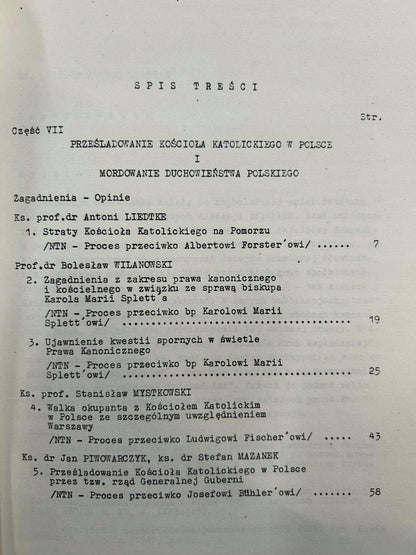 SPIS TREŚCI
Str.
Część VII
PRZEŚLADOWANIE KOŚCIOŁA KATOLICKIEGO W POLSCE
I
MORDOWANIE DUCHOWIEŃSTWA POLSKIEGO
Zagadnienia - Opinie
Ks. prof.dr Antoni LIEDTKE
1. Straty Kościoła Katolickiego na Pomorzu
/NTN - Proces przeciwko Albertowi Forster´owi/ ...... 7
Prof.dr Bolesław WILANOWSKI
2. Zagadnienia z zakresu prawa kanonicznego
i kościelnego w związku ze sprawą biskupa
Karola Marii Splett´a
/NTN - Proces przeciwko bp Karolowi Marii
Splett´owi/ ......................................... 19
3. Ujawnienie kwestii spornych w świetle
Prawa Kanonicznego
/NTN - Proces przeciwko bp Karolowi Marii
Splett´owi/ ......................................... 25
Ks. prof. Stanisław MYSTKOWSKI
4. Walka okupanta z Kościołem Katolickim
w Polsce ze szczególnym uwzględnieniem
Warszawy
/NTN - Proces przeciwko Ludwigowi Fischer´owi/ ..... 43
Ks. dr Jan PIWOWARCZYK, ks. dr Stefan MAZANEK
5. Prześladowanie Kościoła Katolickiego w Polsce
przez tzw. rząd Generalnej Guberni
/NTN - Proces przeciwko Josefowi Bühler´owi/ ....... 58